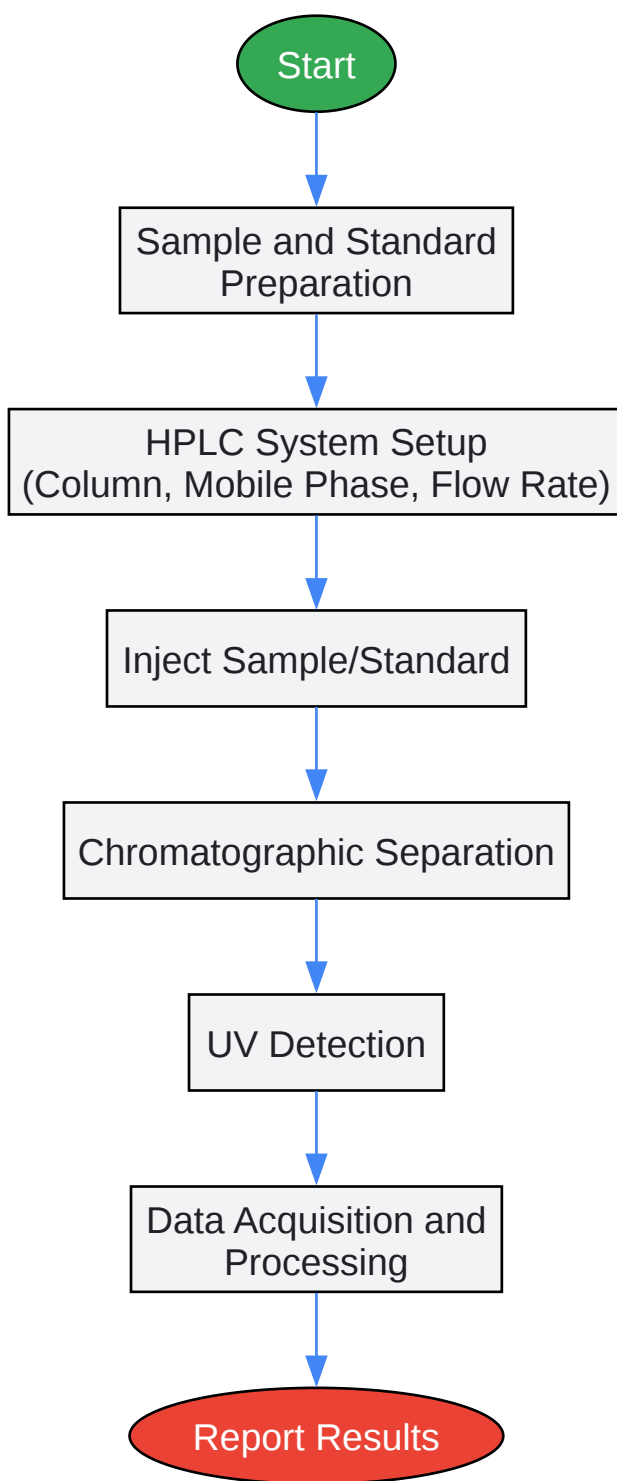 Start
Sample and Standard
Preparation
HPLC System Setup
(Column, Mobile Phase, Flow Rate)
Inject Sample/Standard
Chromatographic Separation
UV Detection
Data Acquisition and
Processing
Report Results